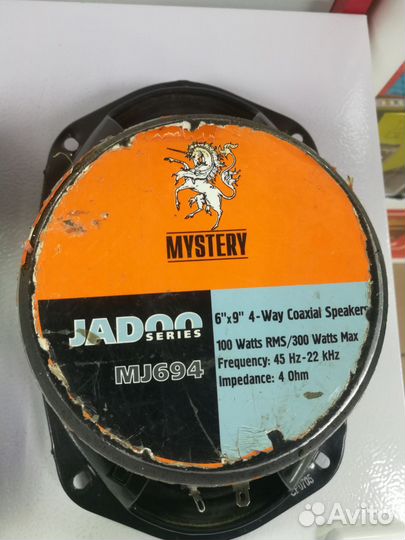 MYSTERY
JADOO
SERIES
MJ694
6"x9" 4-Way Coaxial Speaker
100 Watts RMS/300 Watts Max
Frequency: 45 Hz-22 kHz
Impedance: 4 Ohm
Avito